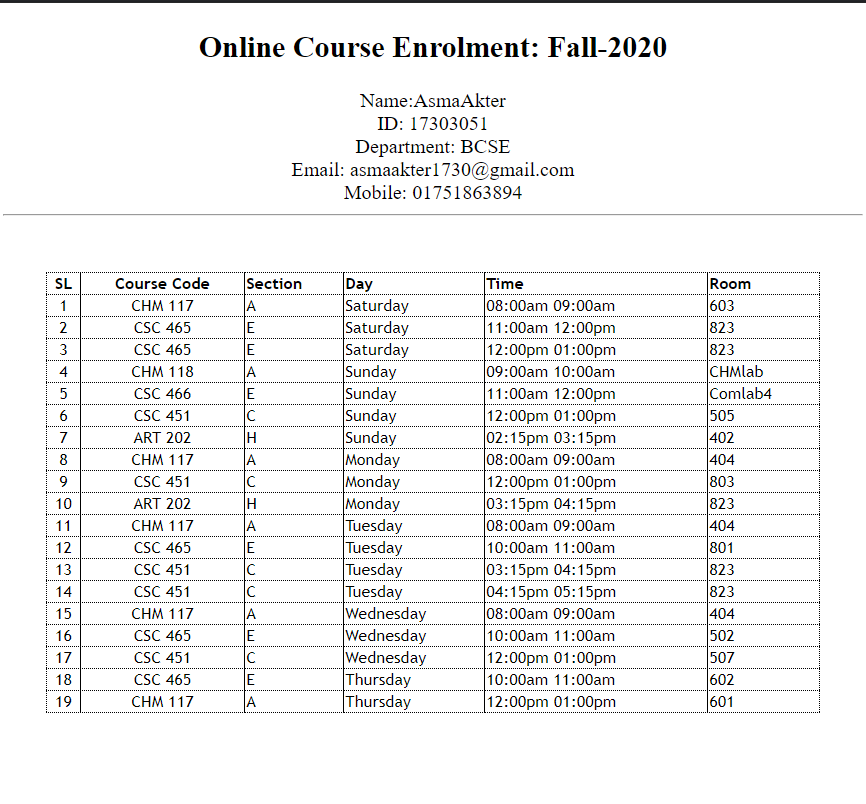 Online Course Enrolment: Fall-2020
Name:AsmaAkter
ID: 17303051
Department: BCSE
Email: asmaakter1730@gmail.com
Mobile: 01751863894
SL Course Code Section Day Time Room
1 CHM 117 A Saturday 08:00am 09:00am 603
2 CSC 465 E Saturday 11:00am 12:00pm 823
3 CSC 465 E Saturday 12:00pm 01:00pm 823
4 CHM 118 A Sunday 09:00am 10:00am CHMlab
5 CSC 466 E Sunday 11:00am 12:00pm Comlab4
6 CSC 451 C Sunday 12:00pm 01:00pm 505
7 ART 202 H Sunday 02:15pm 03:15pm 402
8 CHM 117 A Monday 08:00am 09:00am 404
9 CSC 451 C Monday 12:00pm 01:00pm 803
10 ART 202 H Monday 03:15pm 04:15pm 823
11 CHM 117 A Tuesday 08:00am 09:00am 404
12 CSC 465 E Tuesday 10:00am 11:00am 801
13 CSC 451 C Tuesday 03:15pm 04:15pm 823
14 CSC 451 C Tuesday 04:15pm 05:15pm 823
15 CHM 117 A Wednesday 08:00am 09:00am 404
16 CSC 465 E Wednesday 10:00am 11:00am 502
17 CSC 451 C Wednesday 12:00pm 01:00pm 507
18 CSC 465 E Thursday 10:00am 11:00am 602
19 CHM 117 A Thursday 12:00pm 01:00pm 601